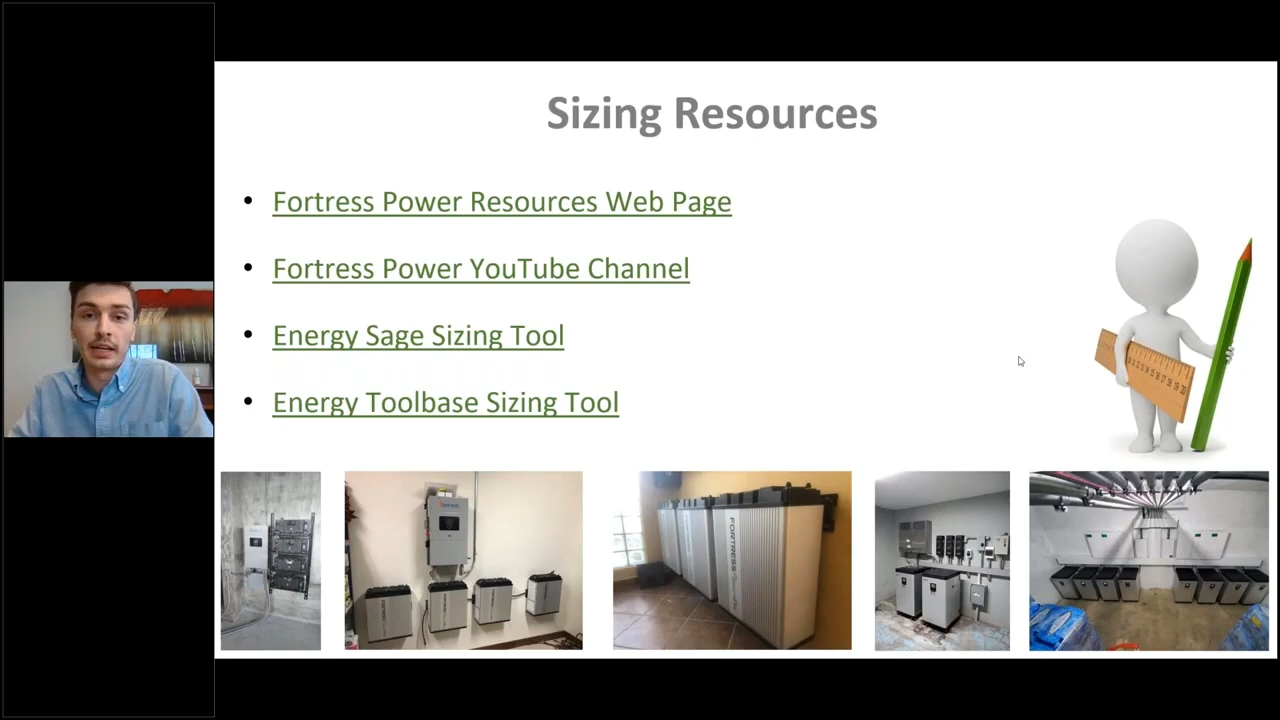 Sizing Resources
• Fortress Power Resources Web Page
• Fortress Power YouTube Channel
• Energy Sage Sizing Tool
• Energy Toolbase Sizing Tool
FORTRESS